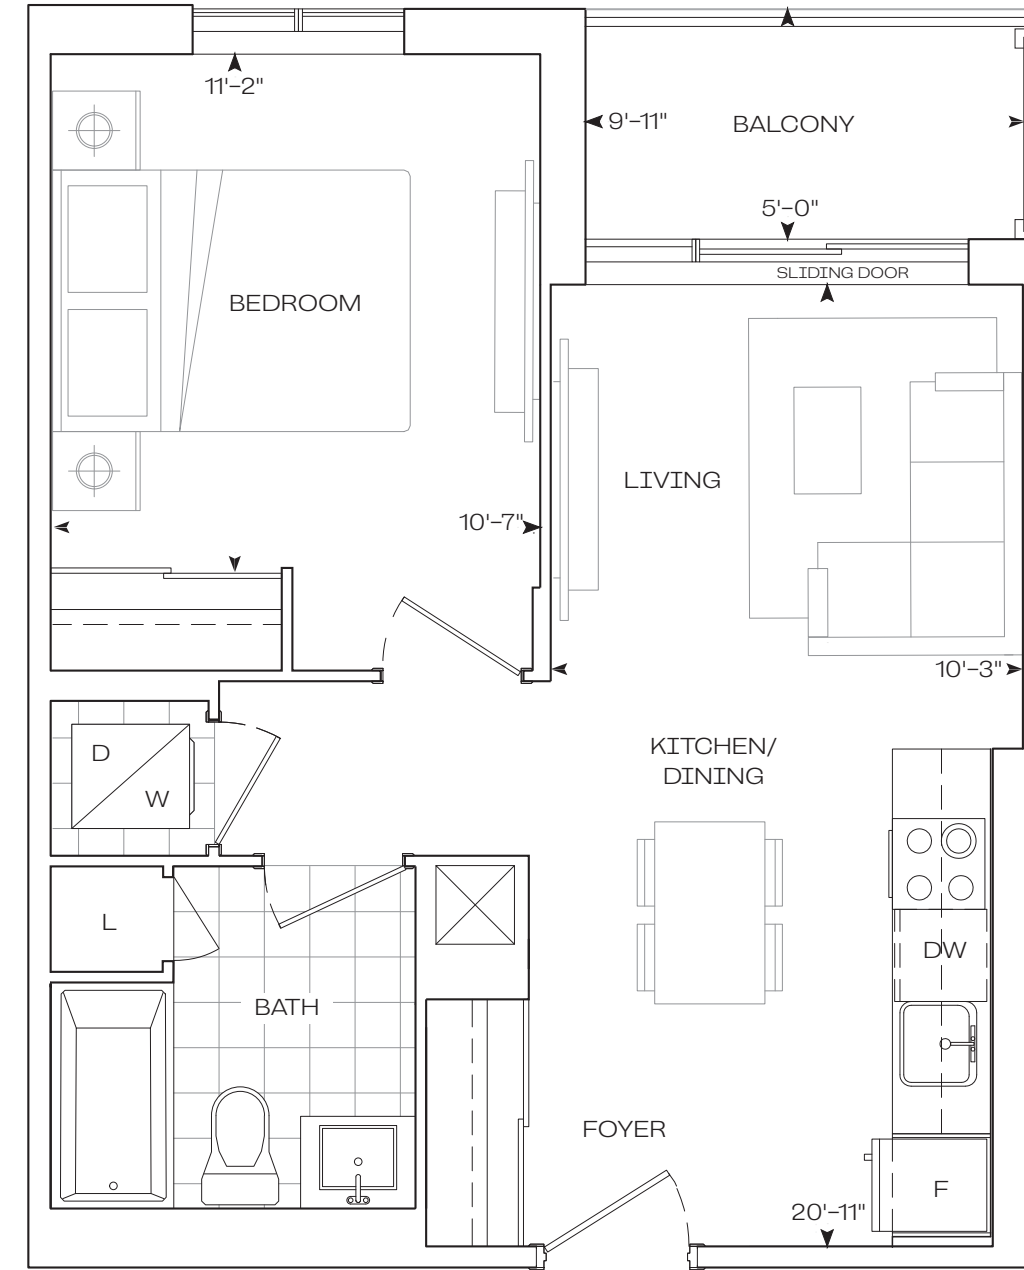 11'-2"
9'-11"
BALCONY
5'-0"
SLIDING DOOR
BEDROOM
LIVING
10'-7"
10'-3"
KITCHEN/
DINING
D
W
L
DW
BATH
FOYER
F
20'-11"